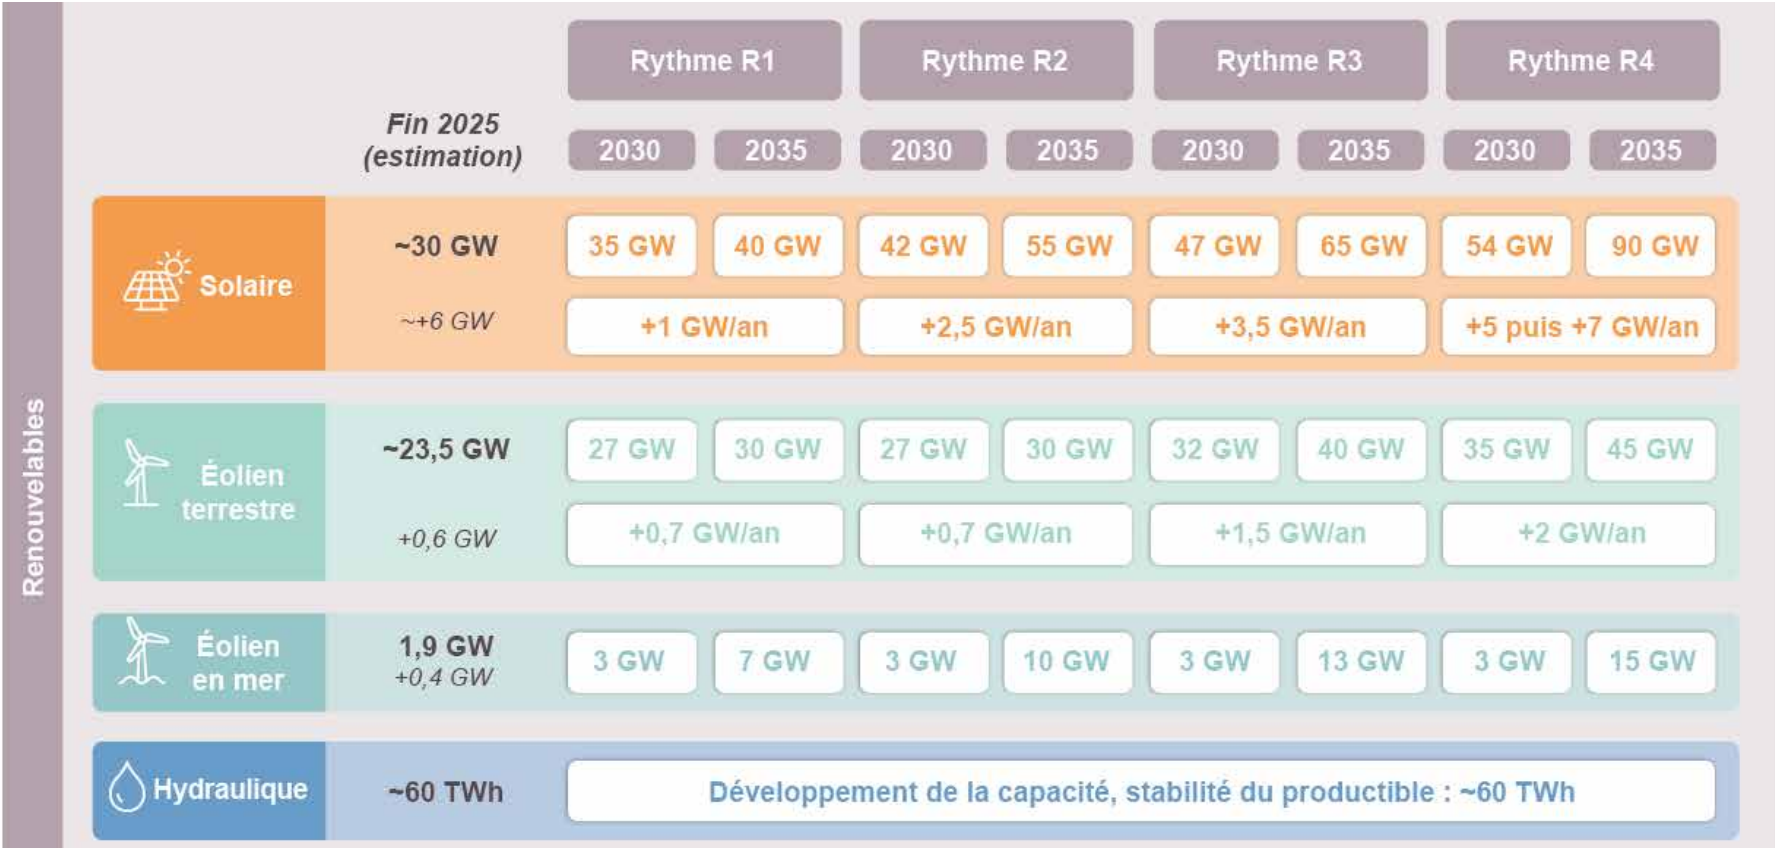 Renouvelables
Rythme R1 Rythme R2 Rythme R3 Rythme R4
Fin 2025
(estimation)
2030 2035 2030 2035 2030 2035 2030 2035
Solaire
~30 GW 35 GW 40 GW 42 GW 55 GW 47 GW 65 GW 54 GW 90 GW
~+6 GW +1 GW/an +2,5 GW/an +3,5 GW/an +5 puis +7 GW/an
Éolien
terrestre
~23,5 GW 27 GW 30 GW 27 GW 30 GW 32 GW 40 GW 35 GW 45 GW
+0,6 GW +0,7 GW/an +0,7 GW/an +1,5 GW/an +2 GW/an
Éolien
en mer
1,9 GW
+0,4 GW
3 GW 7 GW 3 GW 10 GW 3 GW 13 GW 3 GW 15 GW
Hydraulique ~60 TWh Développement de la capacité, stabilité du productible : ~60 TWh